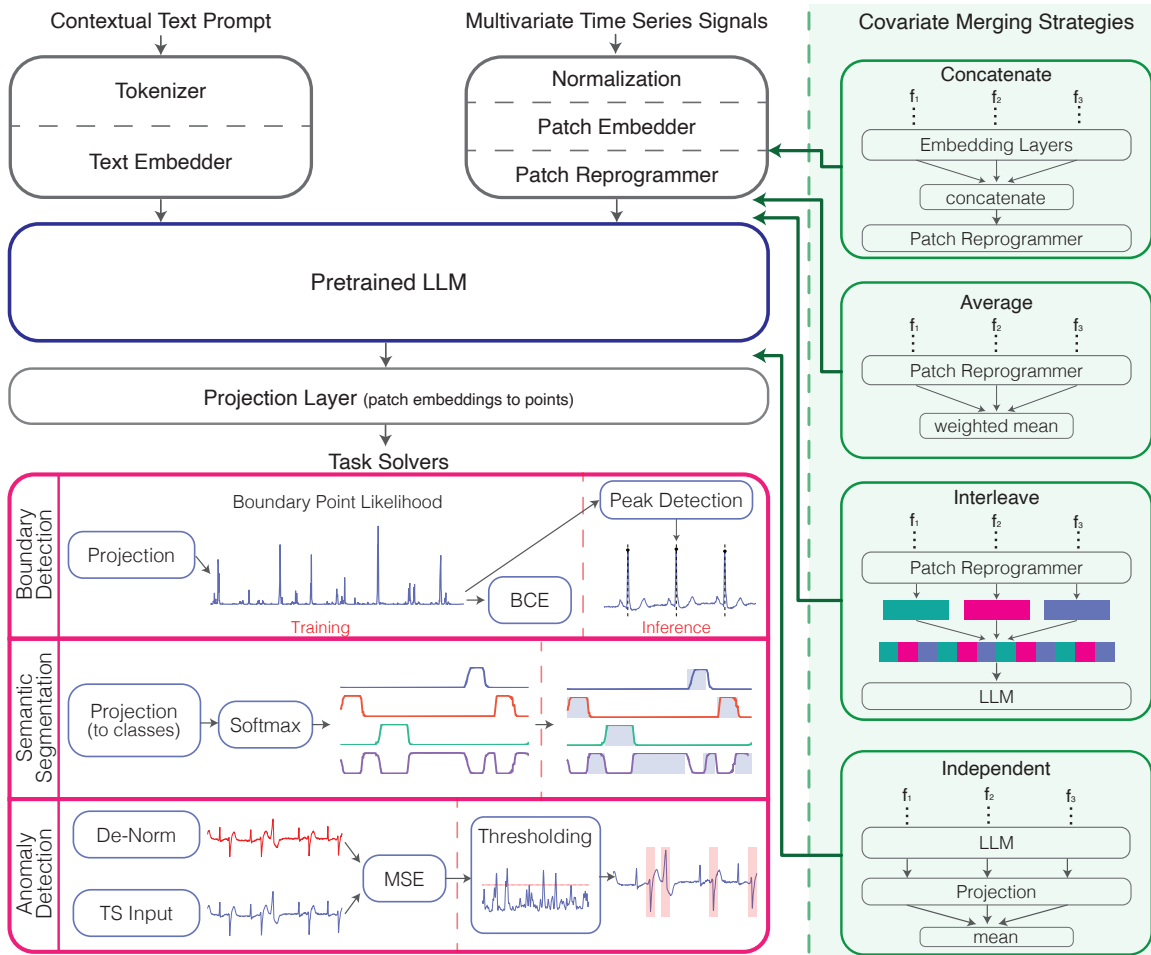 Contextual Text Prompt
Tokenizer
Text Embedder
Multivariate Time Series Signals
Normalization
Patch Embedder
Patch Reprogrammer
Pretrained LLM
Projection Layer (patch embeddings to points)
Task Solvers
Boundary
Detection
Boundary Point Likelihood
Projection
BCE
Peak Detection
Training
Inference
Semantic
Segmentation
Projection
(to classes)
Softmax
Anomaly
Detection
De-Norm
TS Input
MSE
Thresholding
Covariate Merging Strategies
Concatenate
f₁ f₂ f₃
Embedding Layers
concatenate
Patch Reprogrammer
Average
f₁ f₂ f₃
Patch Reprogrammer
weighted mean
Interleave
f₁ f₂ f₃
Patch Reprogrammer
LLM
Independent
f₁ f₂ f₃
LLM
Projection
mean